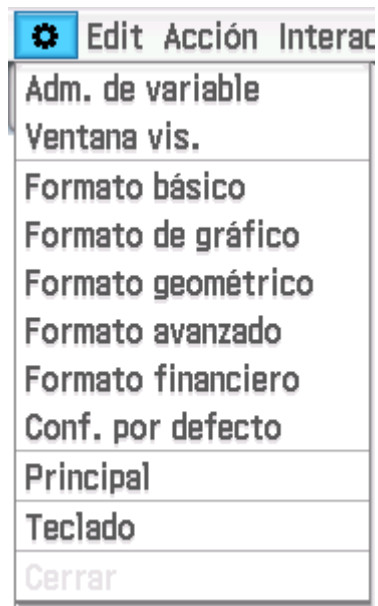 Edit Acción Interac
Adm. de variable
Ventana vis.
Formato básico
Formato de gráfico
Formato geométrico
Formato avanzado
Formato financiero
Conf. por defecto
Principal
Teclado
Cerrar